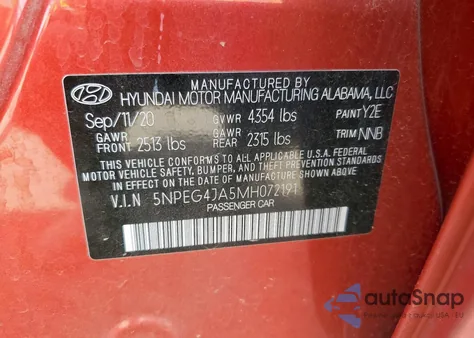 MANUFACTURED BY
HYUNDAI MOTOR MANUFACTURING ALABAMA, LLC
Sep/11/20 GVWR 4354 lbs PAINT Y2E
GAWR FRONT 2513 lbs GAWR REAR 2315 lbs TRIM NNB
THIS VEHICLE CONFORMS TO ALL APPLICABLE U.S.A. FEDERAL
MOTOR VEHICLE SAFETY, BUMPER, AND THEFT PREVENTION
STANDARDS IN EFFECT ON THE DATE OF MANUFACTURE
SHOWN ABOVE.
V.I.N 5NPEG4JA5MH072191
PASSENGER CAR
autoSnap